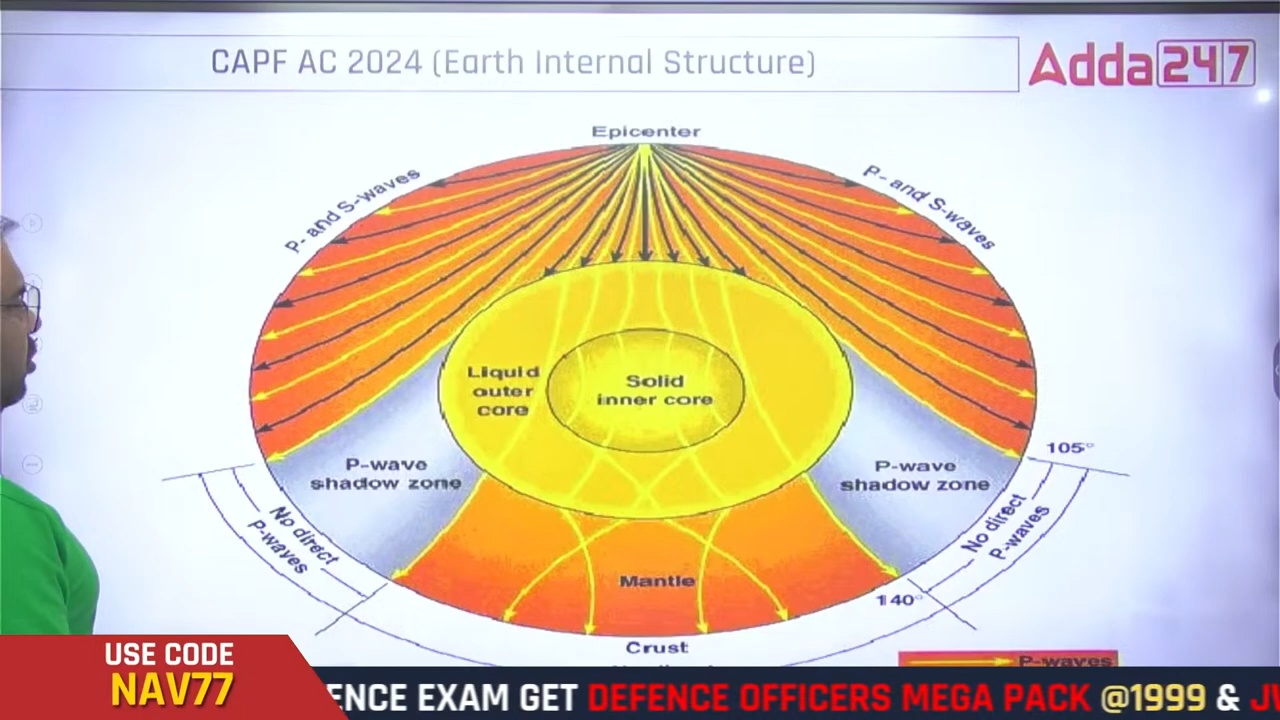 CAPF AC 2024 (Earth Internal Structure)
Adda247
Epicenter
P- and S-waves
P- and S-waves
Liquid
outer
core
Solid
inner core
P-wave
shadow zone
P-wave
shadow zone
105°
No direct
P-waves
No direct
P-waves
Mantle
140°
Crust
P-waves
USE CODE
NAV77
ENCE EXAM GET DEFENCE OFFICERS MEGA PACK @1999 &